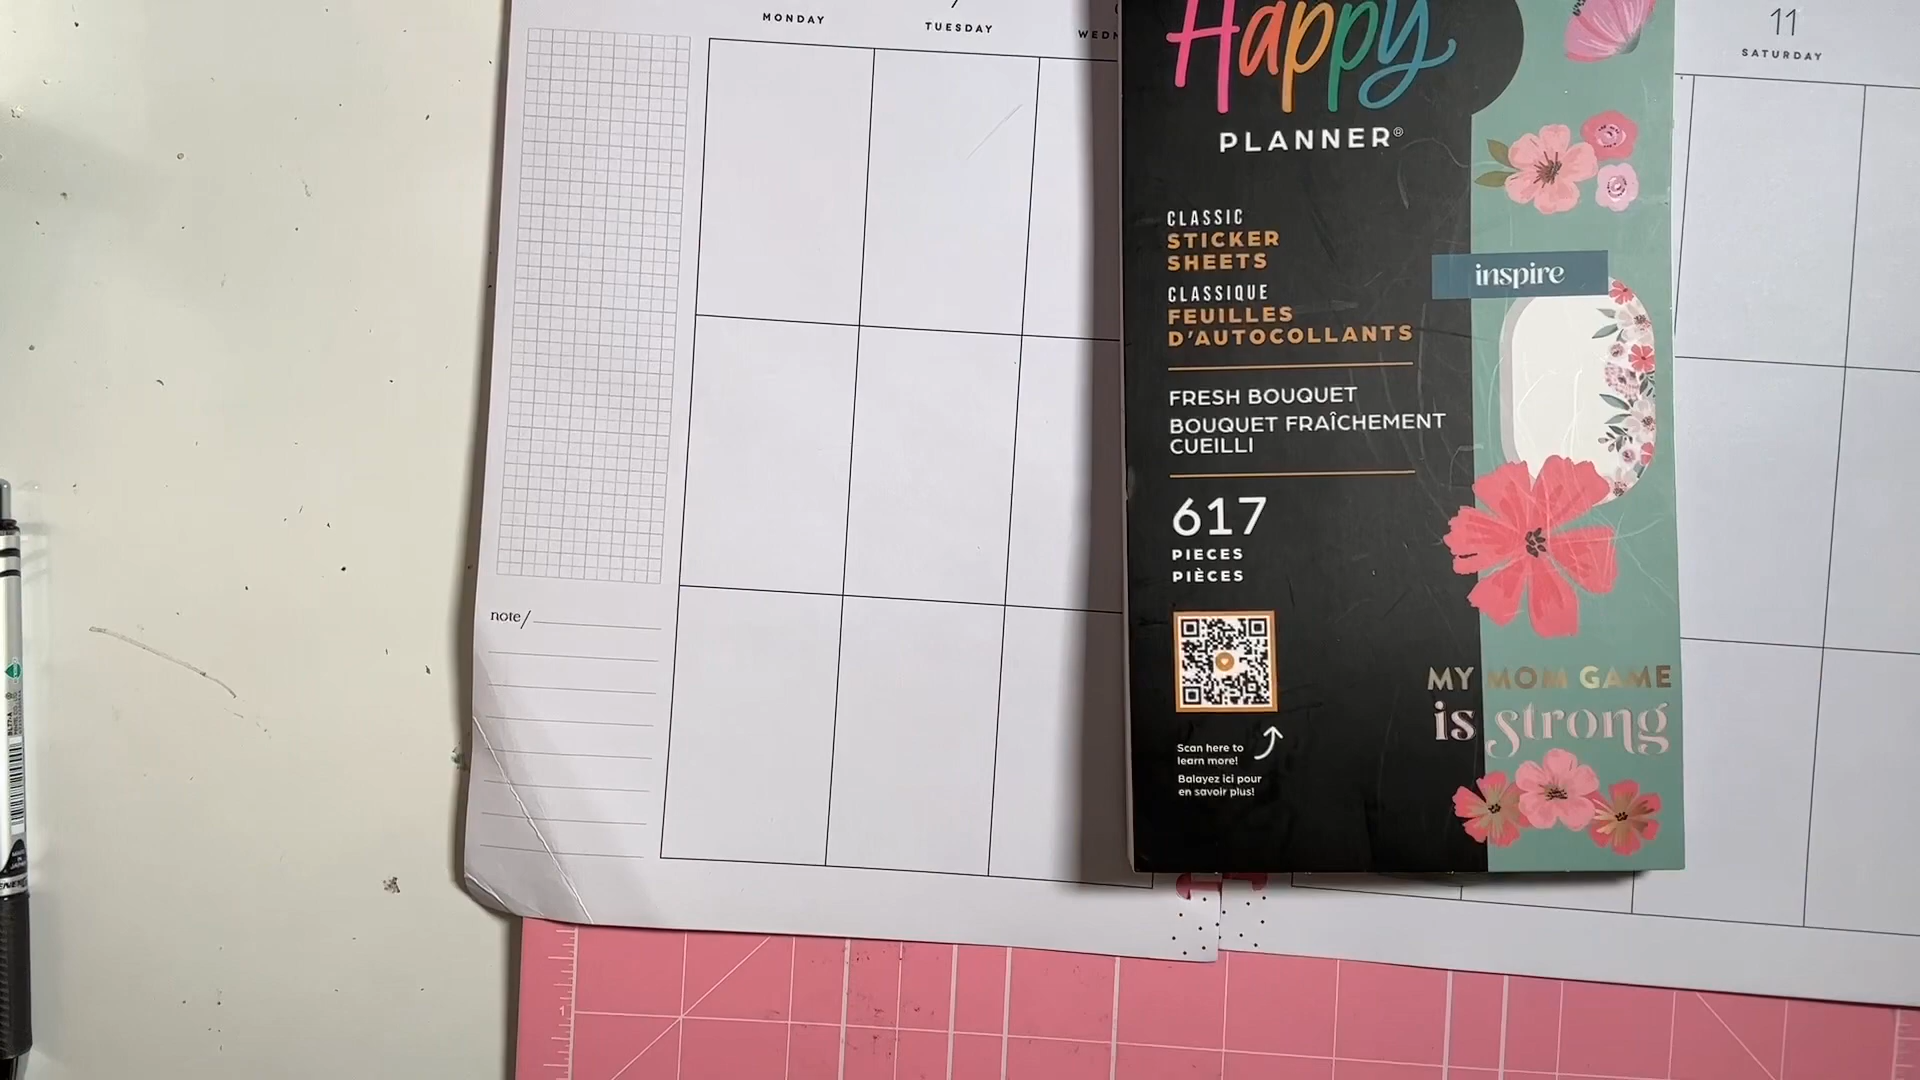 MONDAY
TUESDAY
WEDN
11
SATURDAY
note/
Happy
PLANNER®
CLASSIC
STICKER
SHEETS
CLASSIQUE
FEUILLES
D'AUTOCOLLANTS
FRESH BOUQUET
BOUQUET FRAÎCHEMENT
CUEILLI
617
PIECES
PIÈCES
Scan here to
learn more!
Balayez ici pour
en savoir plus!
inspire
MY MOM GAME
is strong
1